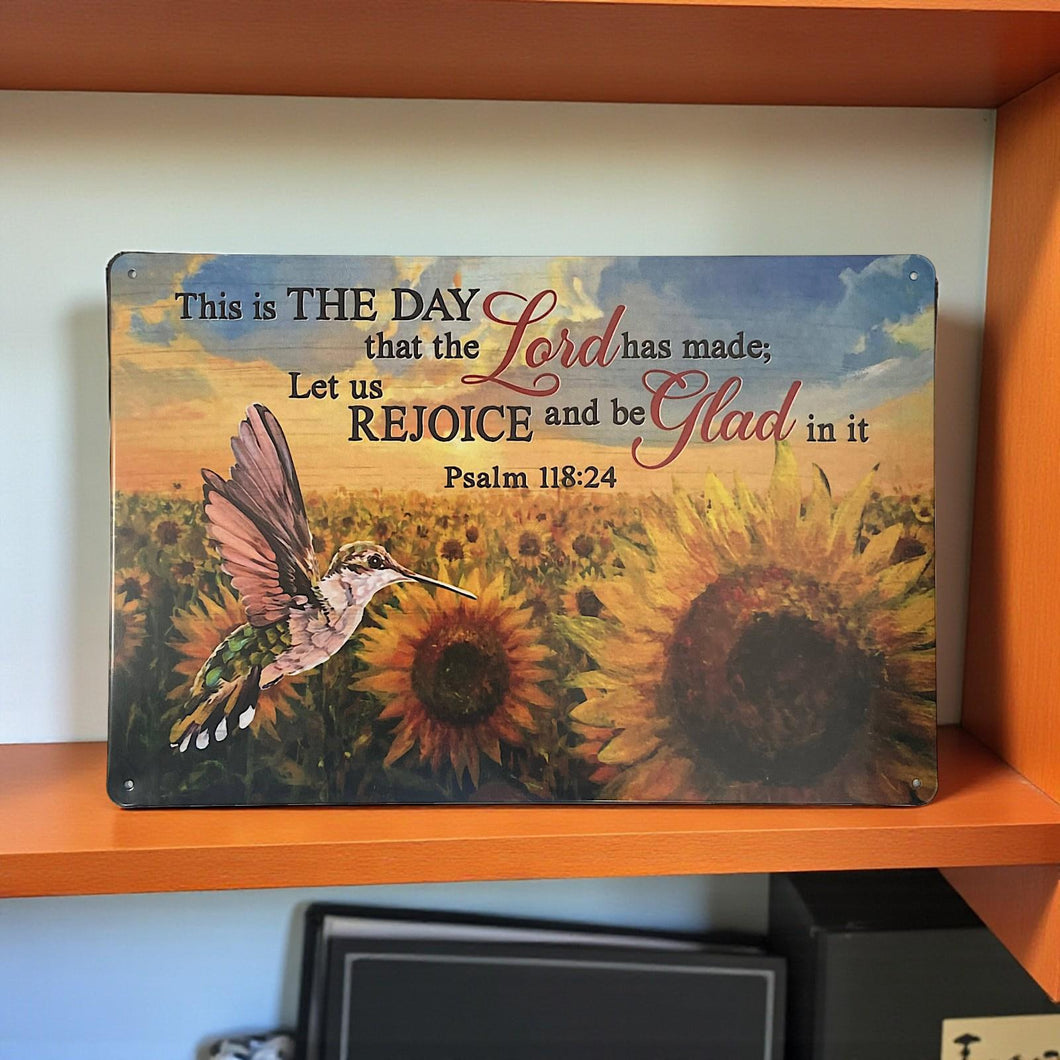 This is THE DAY
that the Lord has made;
Let us
REJOICE and be Glad in it
Psalm 118:24